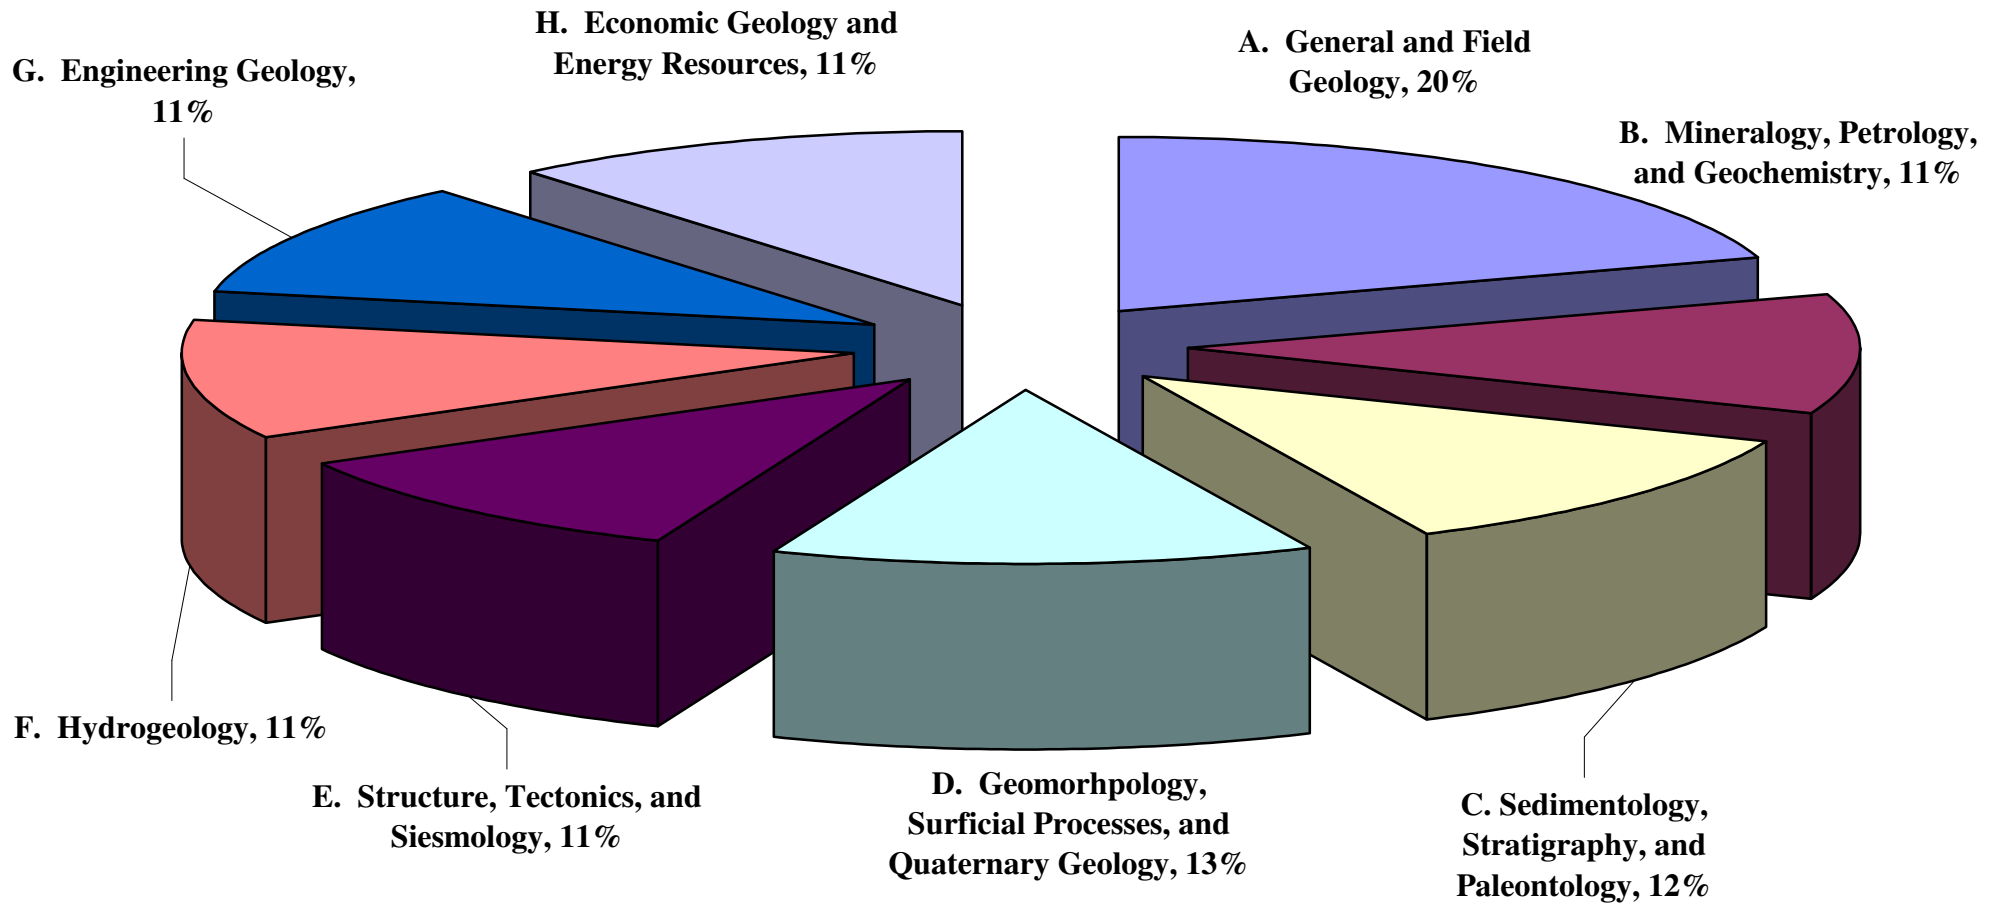 H.  Economic Geology and
Energy Resources, 11%
A.  General and Field
Geology, 20%
G.  Engineering Geology,
11%
B.  Mineralogy, Petrology,
and Geochemistry, 11%
F.  Hydrogeology, 11%
E.  Structure, Tectonics, and
Siesmology, 11%
D.  Geomorhpology,
Surficial Processes, and
Quaternary Geology, 13%
C. Sedimentology,
Stratigraphy, and
Paleontology, 12%